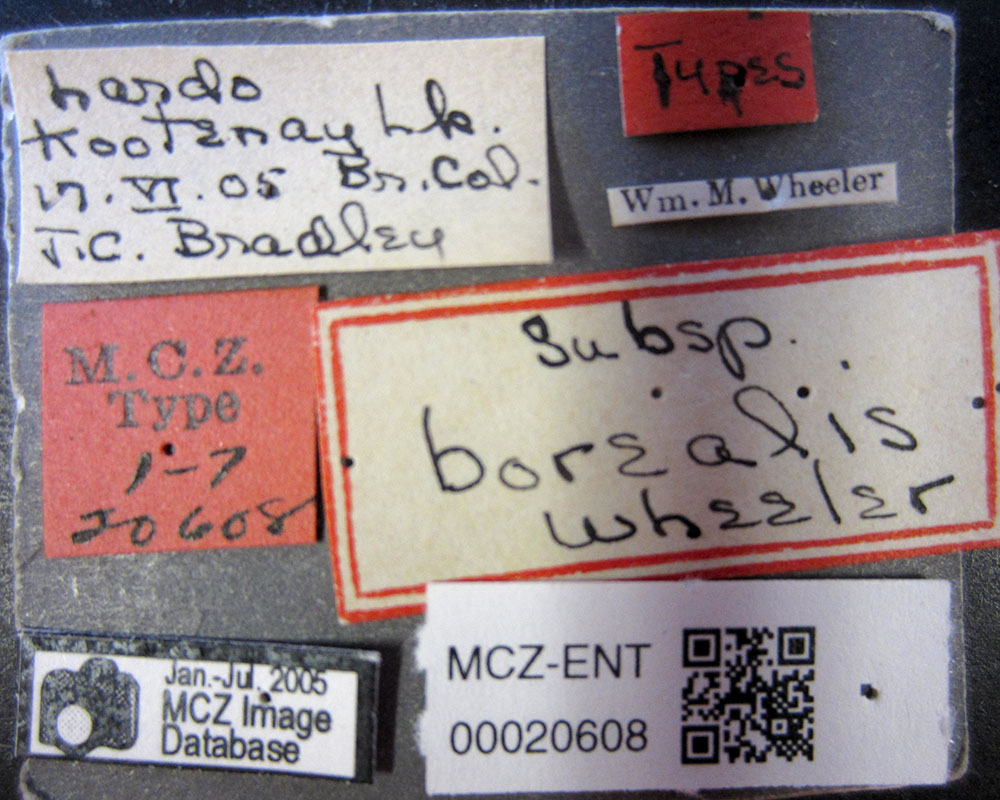 Lardo
Kootenay Lk.
17.VI.05 Br.Col.
J.C. Bradley
Types
Wm. M. Wheeler
M.C.Z.
Type
1-7
20608
Subsp.
borealis
Wheeler
Jan.-Jul. 2005
MCZ Image
Database
MCZ-ENT
00020608